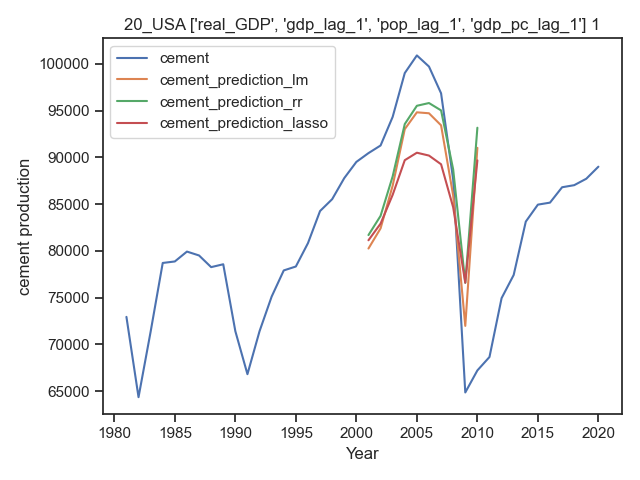 20_USA ['real_GDP', 'gdp_lag_1', 'pop_lag_1', 'gdp_pc_lag_1'] 1
cement
cement_prediction_lm
cement_prediction_rr
cement_prediction_lasso
cement production
100000
95000
90000
85000
80000
75000
70000
65000
1980 1985 1990 1995 2000 2005 2010 2015 2020
Year